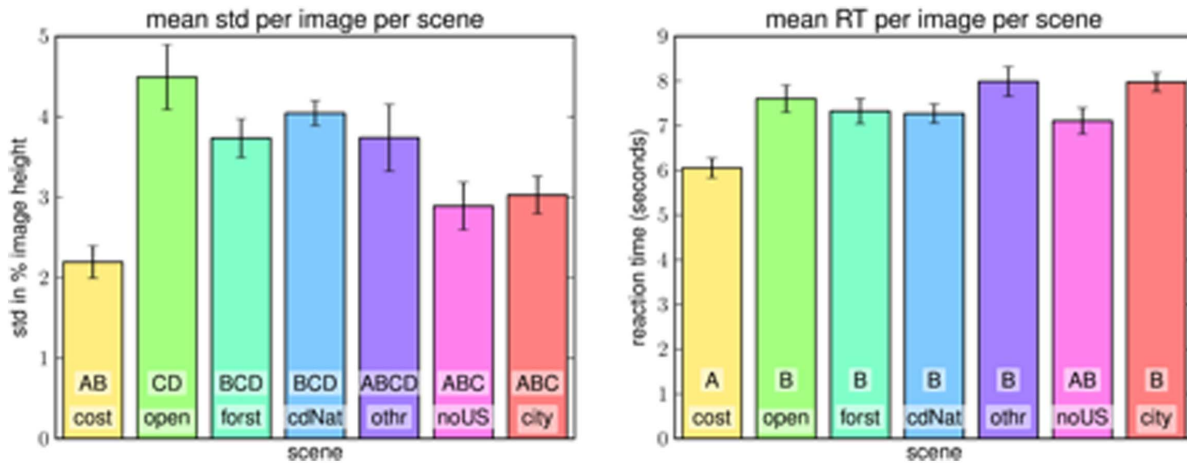 mean std per image per scene
std in % image height
5
4
3
2
1
0
AB CD BCD BCD ABCD ABC ABC
cost open forst cdNat othr noUS city
scene
mean RT per image per scene
reaction time (seconds)
9
8
7
6
5
4
3
2
1
0
A B B B B AB B
cost open forst cdNat othr noUS city
scene